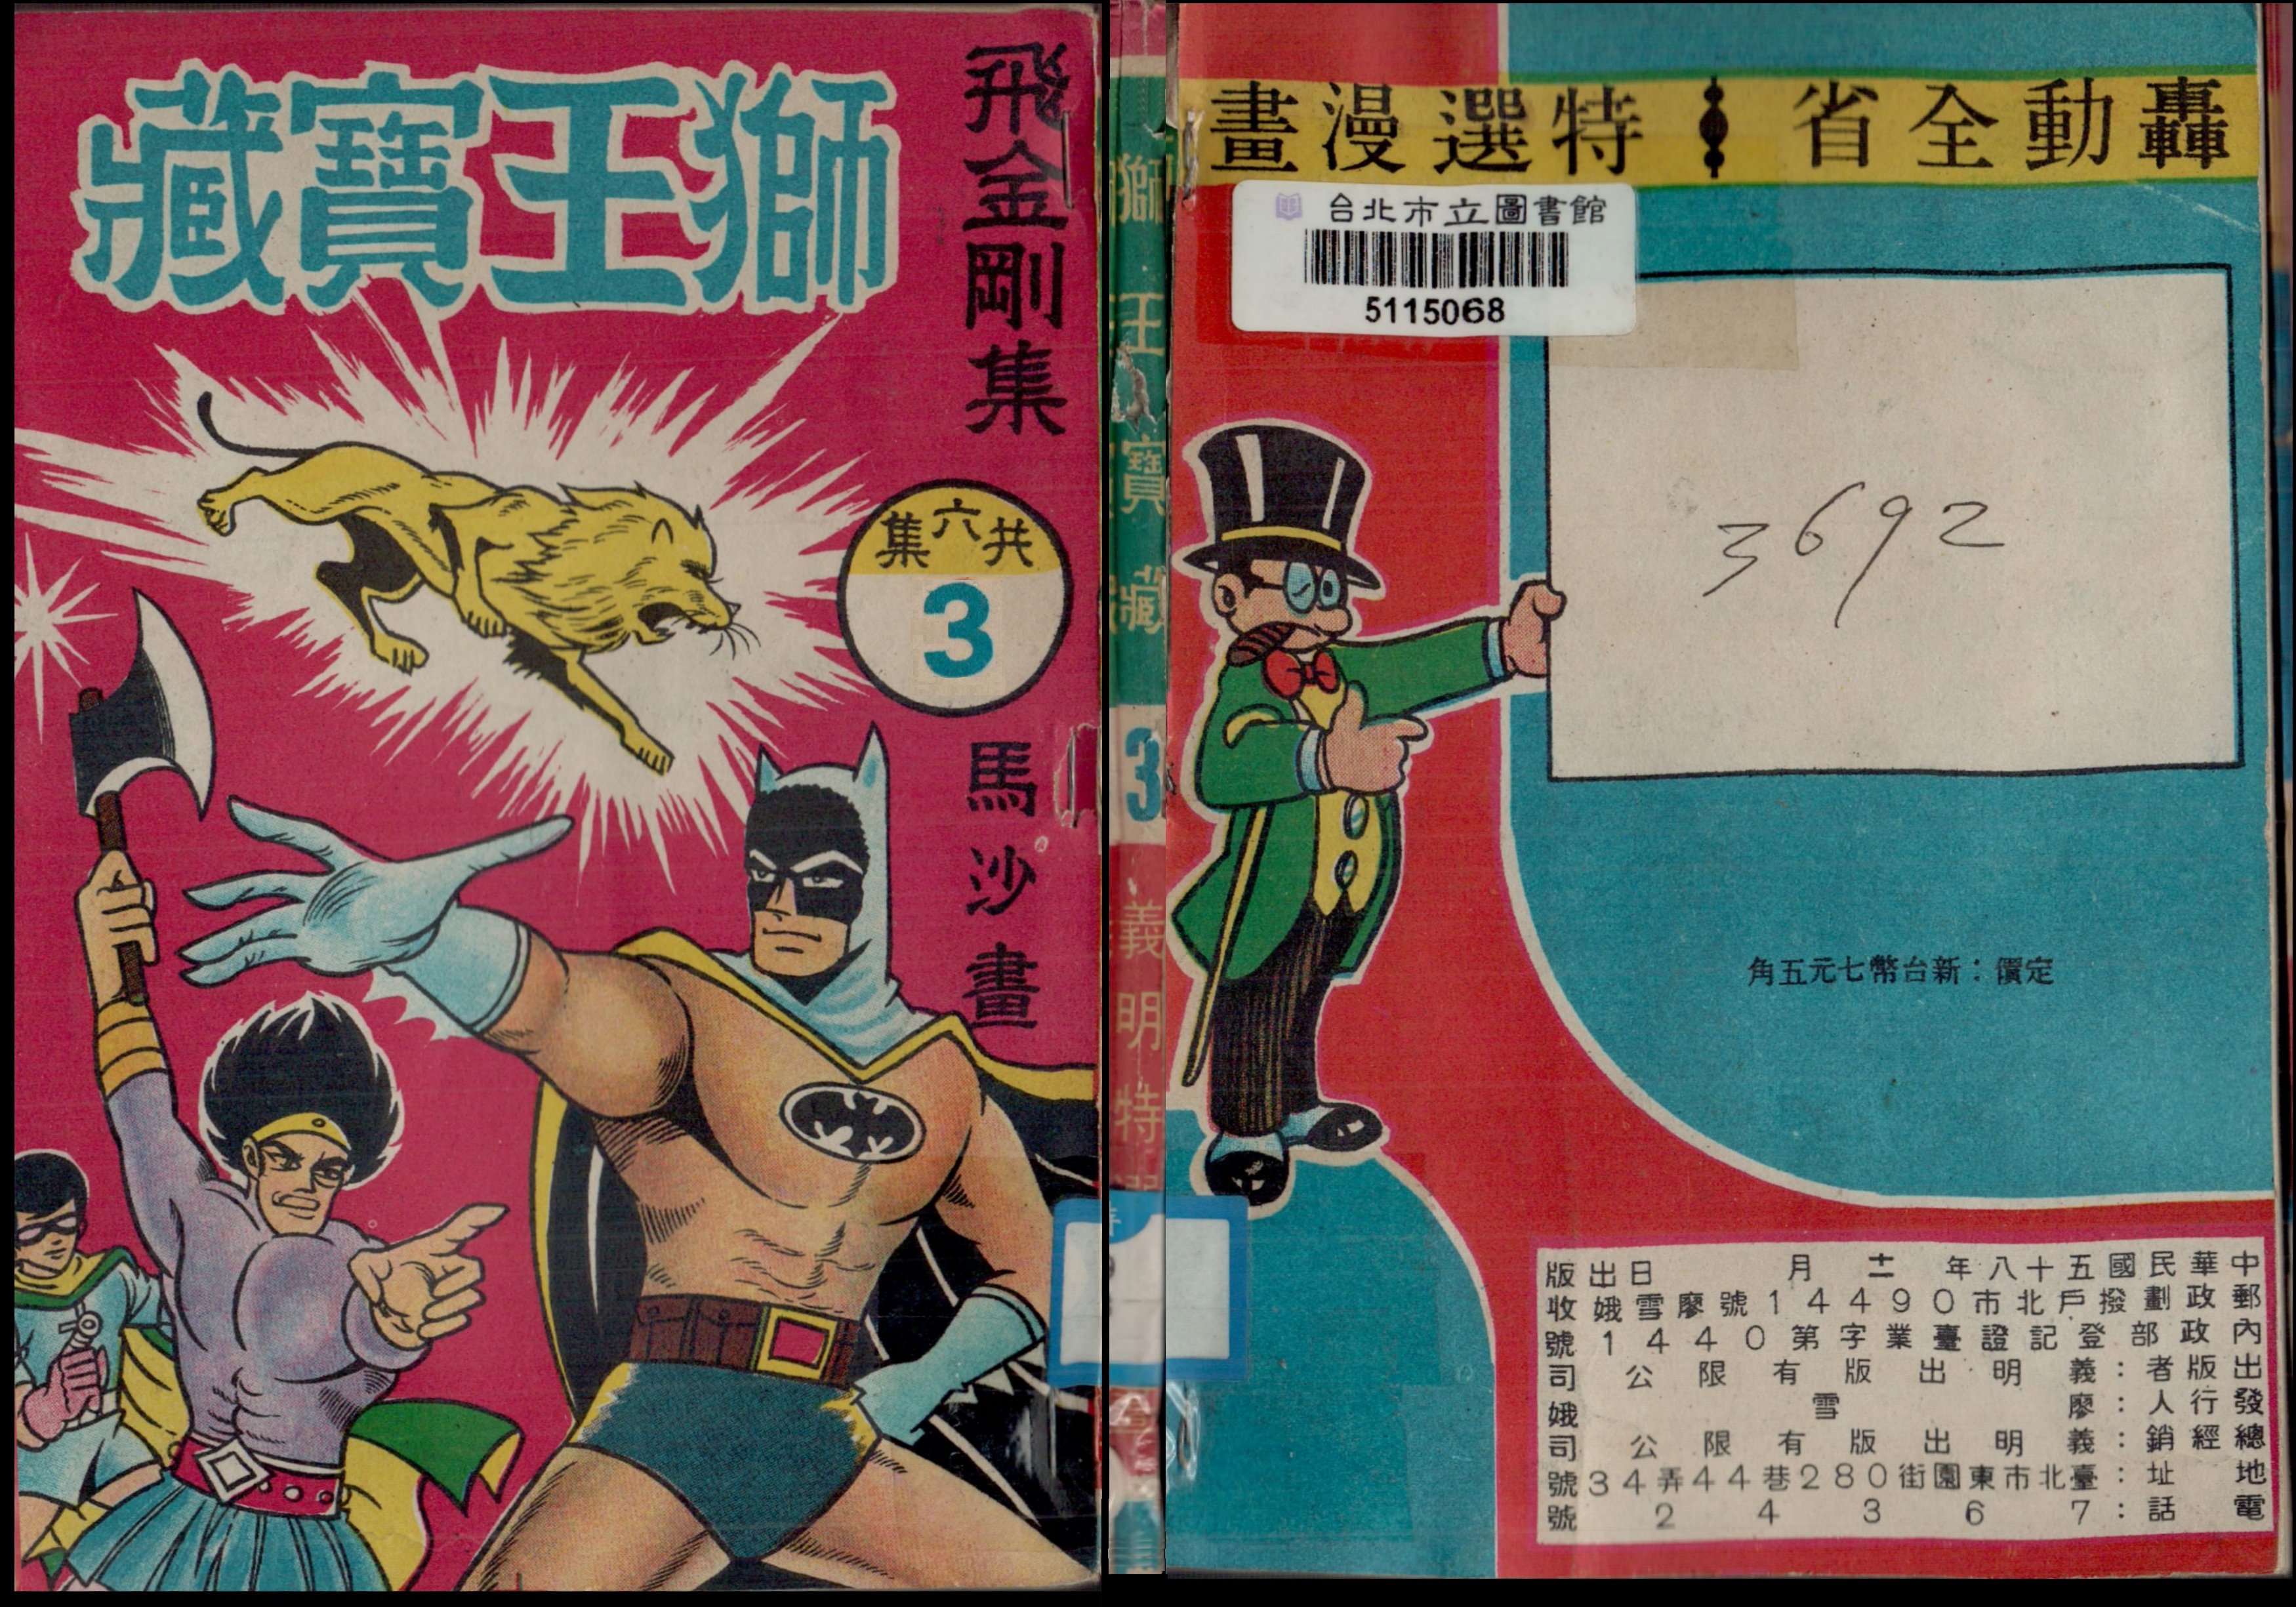 獅王寶藏
飛金剛集
共六集
3
馬沙畫
獅王寶藏
3
義明特
轟動全省
特選漫畫
台北市立圖書館
5115068
3692
定價：新台幣七元五角
中華民國五十八年十二月 日出版
郵政劃撥戶北市14490號廖雪娥收
內政部登記證臺業字第1440號
出版者：義明出版有限公司
發行人：廖雪娥
總經銷：義明出版有限公司
地址：臺北市東園街280巷44弄34號
電話：76342號